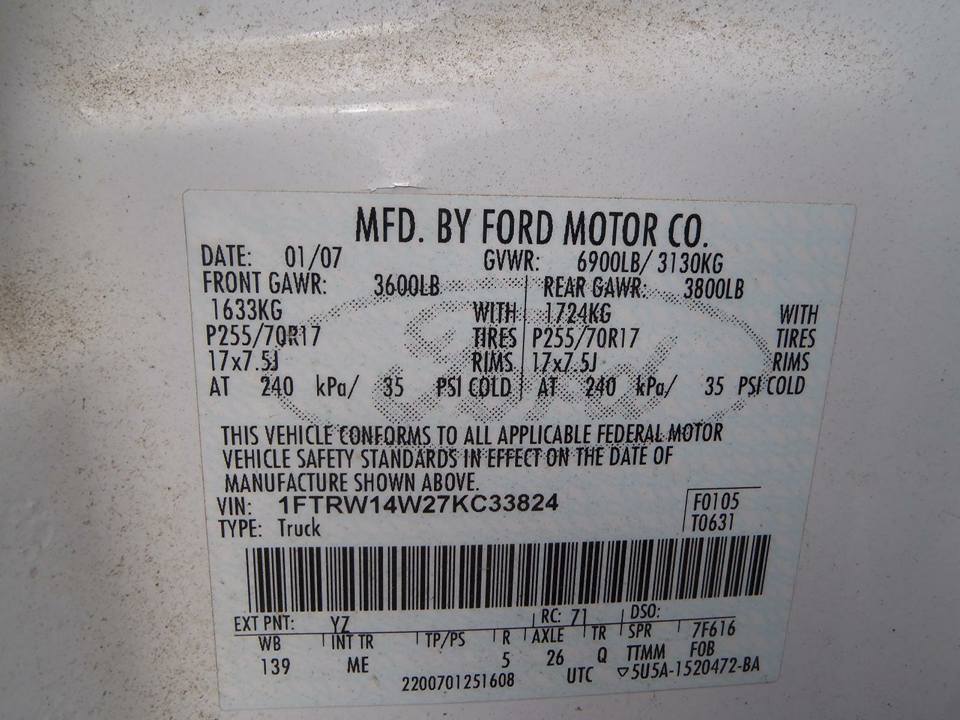 MFD. BY FORD MOTOR CO.
DATE: 01/07 GVWR: 6900LB/ 3130KG
FRONT GAWR: 3600LB REAR GAWR: 3800LB
1633KG WITH 1724KG WITH
P255/70R17 TIRES P255/70R17 TIRES
17x7.5J RIMS 17x7.5J RIMS
AT 240 kPa/ 35 PSI COLD AT 240 kPa/ 35 PSI COLD
Ford
THIS VEHICLE CONFORMS TO ALL APPLICABLE FEDERAL MOTOR
VEHICLE SAFETY STANDARDS IN EFFECT ON THE DATE OF
MANUFACTURE SHOWN ABOVE.
VIN: 1FTRW14W27KC33824 F0105
TYPE: Truck T0631
EXT PNT: YZ RC: 71 DSO:
WB INT TR TP/PS R AXLE TR SPR 7F616
139 ME 5 26 Q TTMM FOB
2200701251608 UTC ▽5U5A-1520472-BA